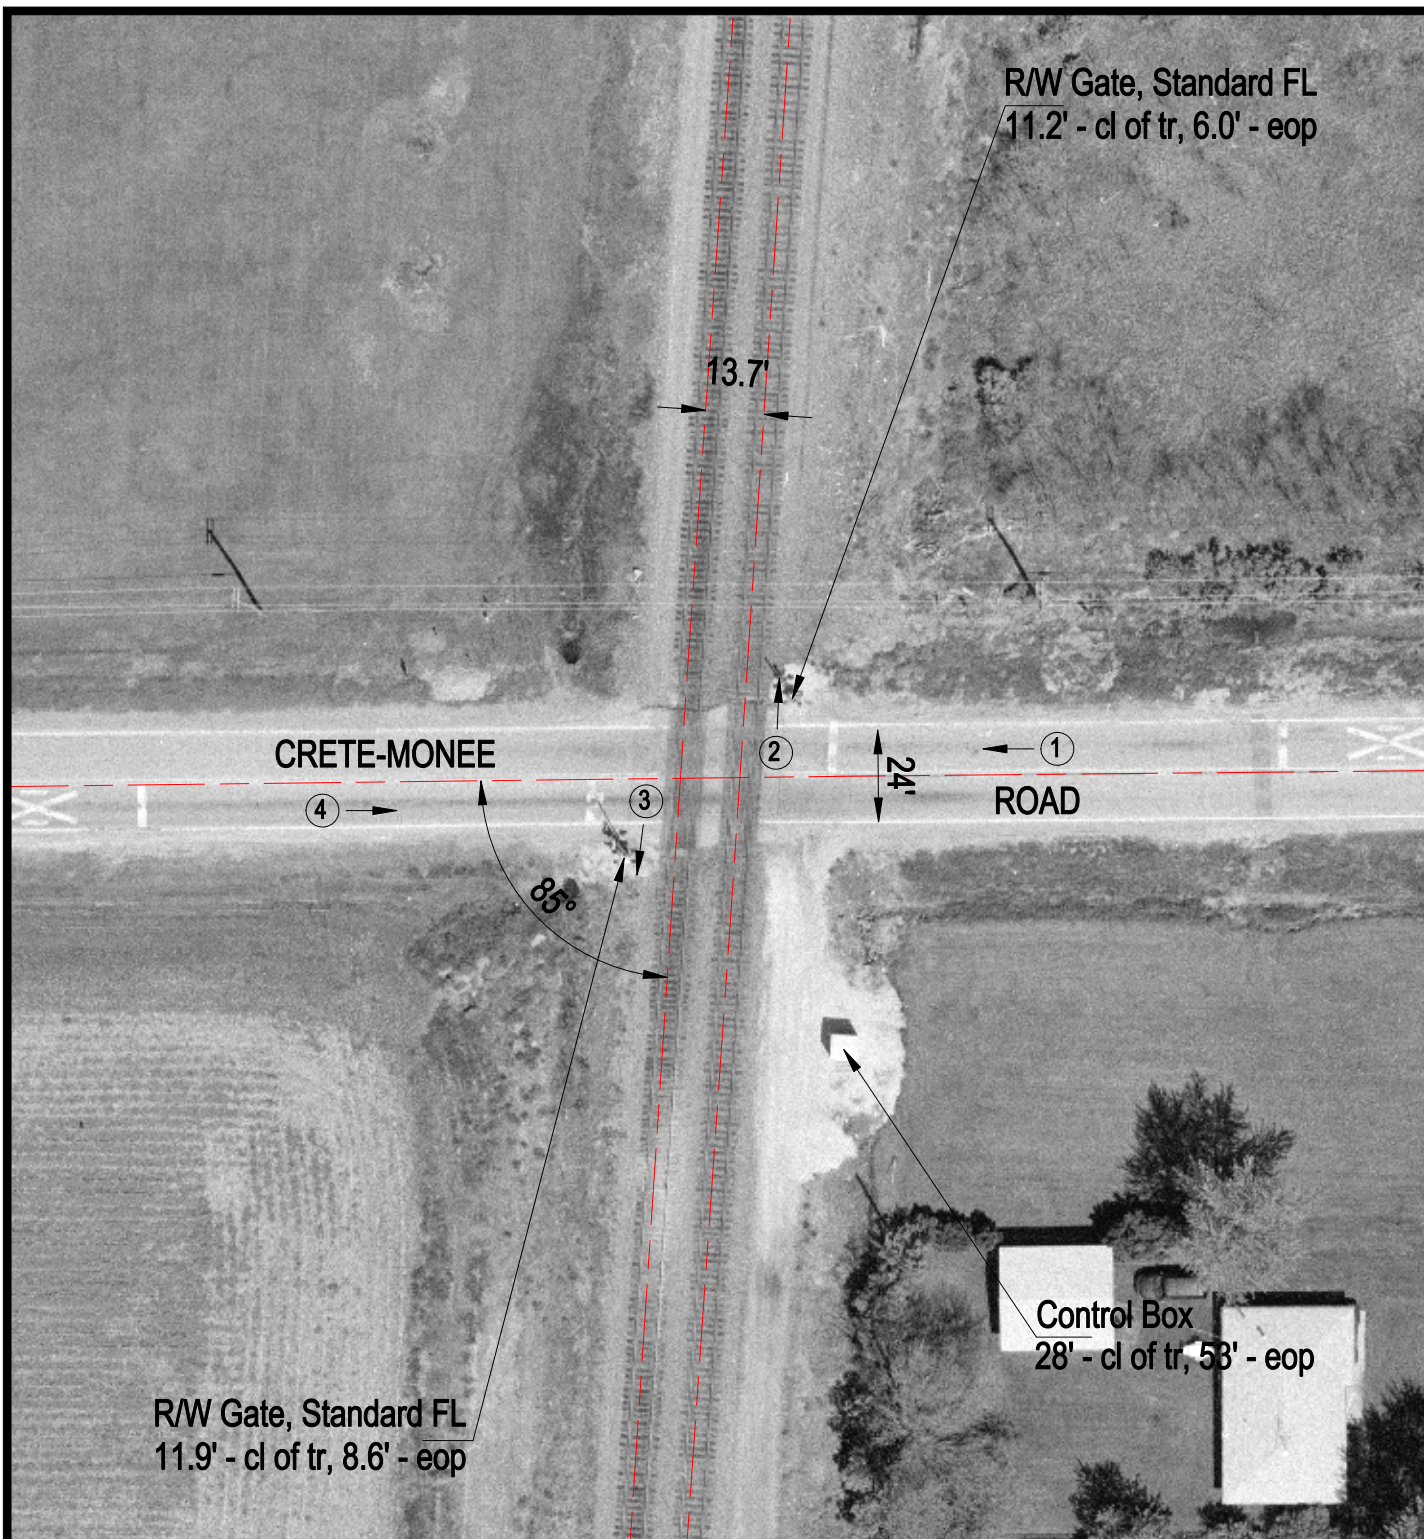 R/W Gate, Standard FL
11.2' - cl of tr, 6.0' - eop
13.7'
CRETE-MONEE
2
24'
1
ROAD
4
3
85°
Control Box
28' - cl of tr, 53' - eop
R/W Gate, Standard FL
11.9' - cl of tr, 8.6' - eop